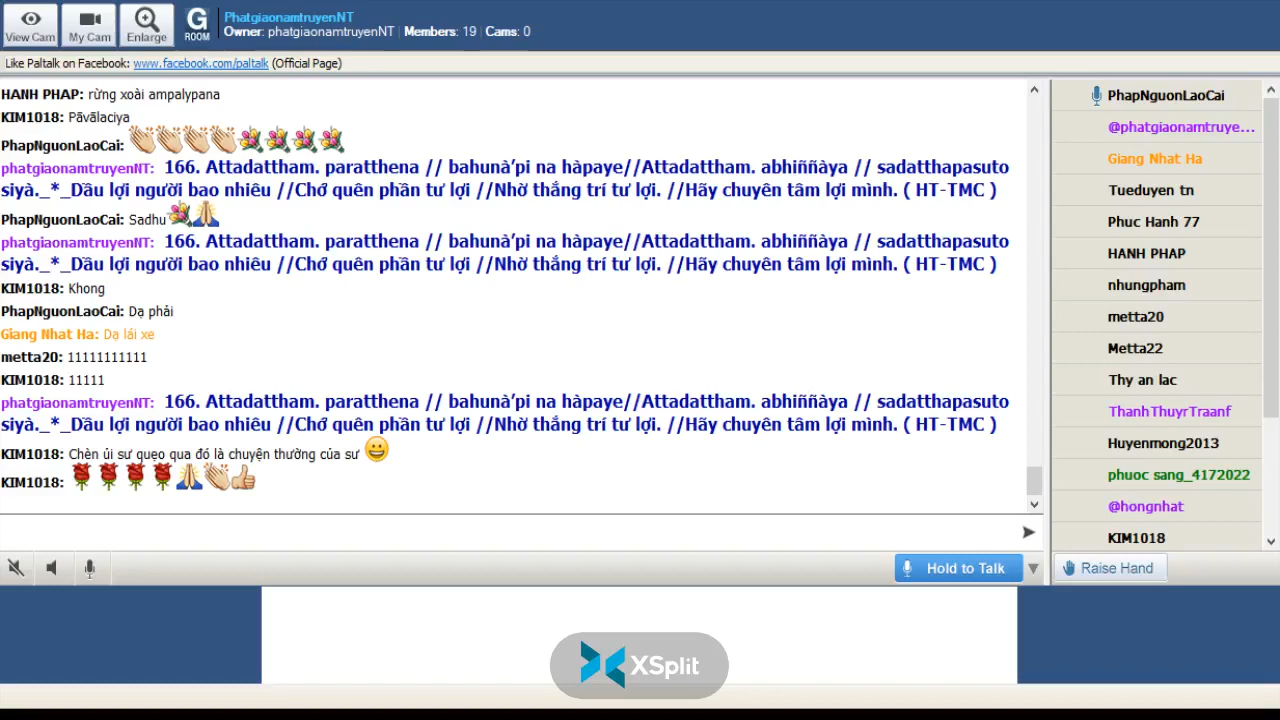 View Cam
My Cam
Enlarge
G
ROOM
PhatgiaonamtruyenNT
Owner: phatgiaonamtruyenNT Members: 19 Cams: 0
Like Paltalk on Facebook: www.facebook.com/paltalk (Official Page)
HANH PHAP: rừng xoài ampalypana
KIM1018: Pāvālaciya
PhapNguonLaoCai: 👏👏👏👏💐💐💐💐
phatgiaonamtruyenNT: 166. Attadattham. paratthena // bahunà’pi na hàpaye//Attadattham. abhiññàya // sadatthapasuto
siyà._*_Dầu lợi người bao nhiêu //Chớ quên phần tư lợi //Nhờ thắng trí tư lợi. //Hãy chuyên tâm lợi mình. ( HT-TMC )
PhapNguonLaoCai: Sadhu💐🙏
phatgiaonamtruyenNT: 166. Attadattham. paratthena // bahunà’pi na hàpaye//Attadattham. abhiññàya // sadatthapasuto
siyà._*_Dầu lợi người bao nhiêu //Chớ quên phần tư lợi //Nhờ thắng trí tư lợi. //Hãy chuyên tâm lợi mình. ( HT-TMC )
KIM1018: Khong
PhapNguonLaoCai: Dạ phải
Giang Nhat Ha: Dạ lái xe
metta20: 11111111111
KIM1018: 11111
phatgiaonamtruyenNT: 166. Attadattham. paratthena // bahunà’pi na hàpaye//Attadattham. abhiññàya // sadatthapasuto
siyà._*_Dầu lợi người bao nhiêu //Chớ quên phần tư lợi //Nhờ thắng trí tư lợi. //Hãy chuyên tâm lợi mình. ( HT-TMC )
KIM1018: Chèn ủi sư quẹo qua đó là chuyện thường của sư 😀
KIM1018: 🌹🌹🌹🌹🙏👏👍
Hold to Talk
PhapNguonLaoCai
@phatgiaonamtruye...
Giang Nhat Ha
Tueduyen tn
Phuc Hanh 77
HANH PHAP
nhungpham
metta20
Metta22
Thy an lac
ThanhThuyrTraanf
Huyenmong2013
phuoc sang_4172022
@hongnhat
KIM1018
Raise Hand
XSplit